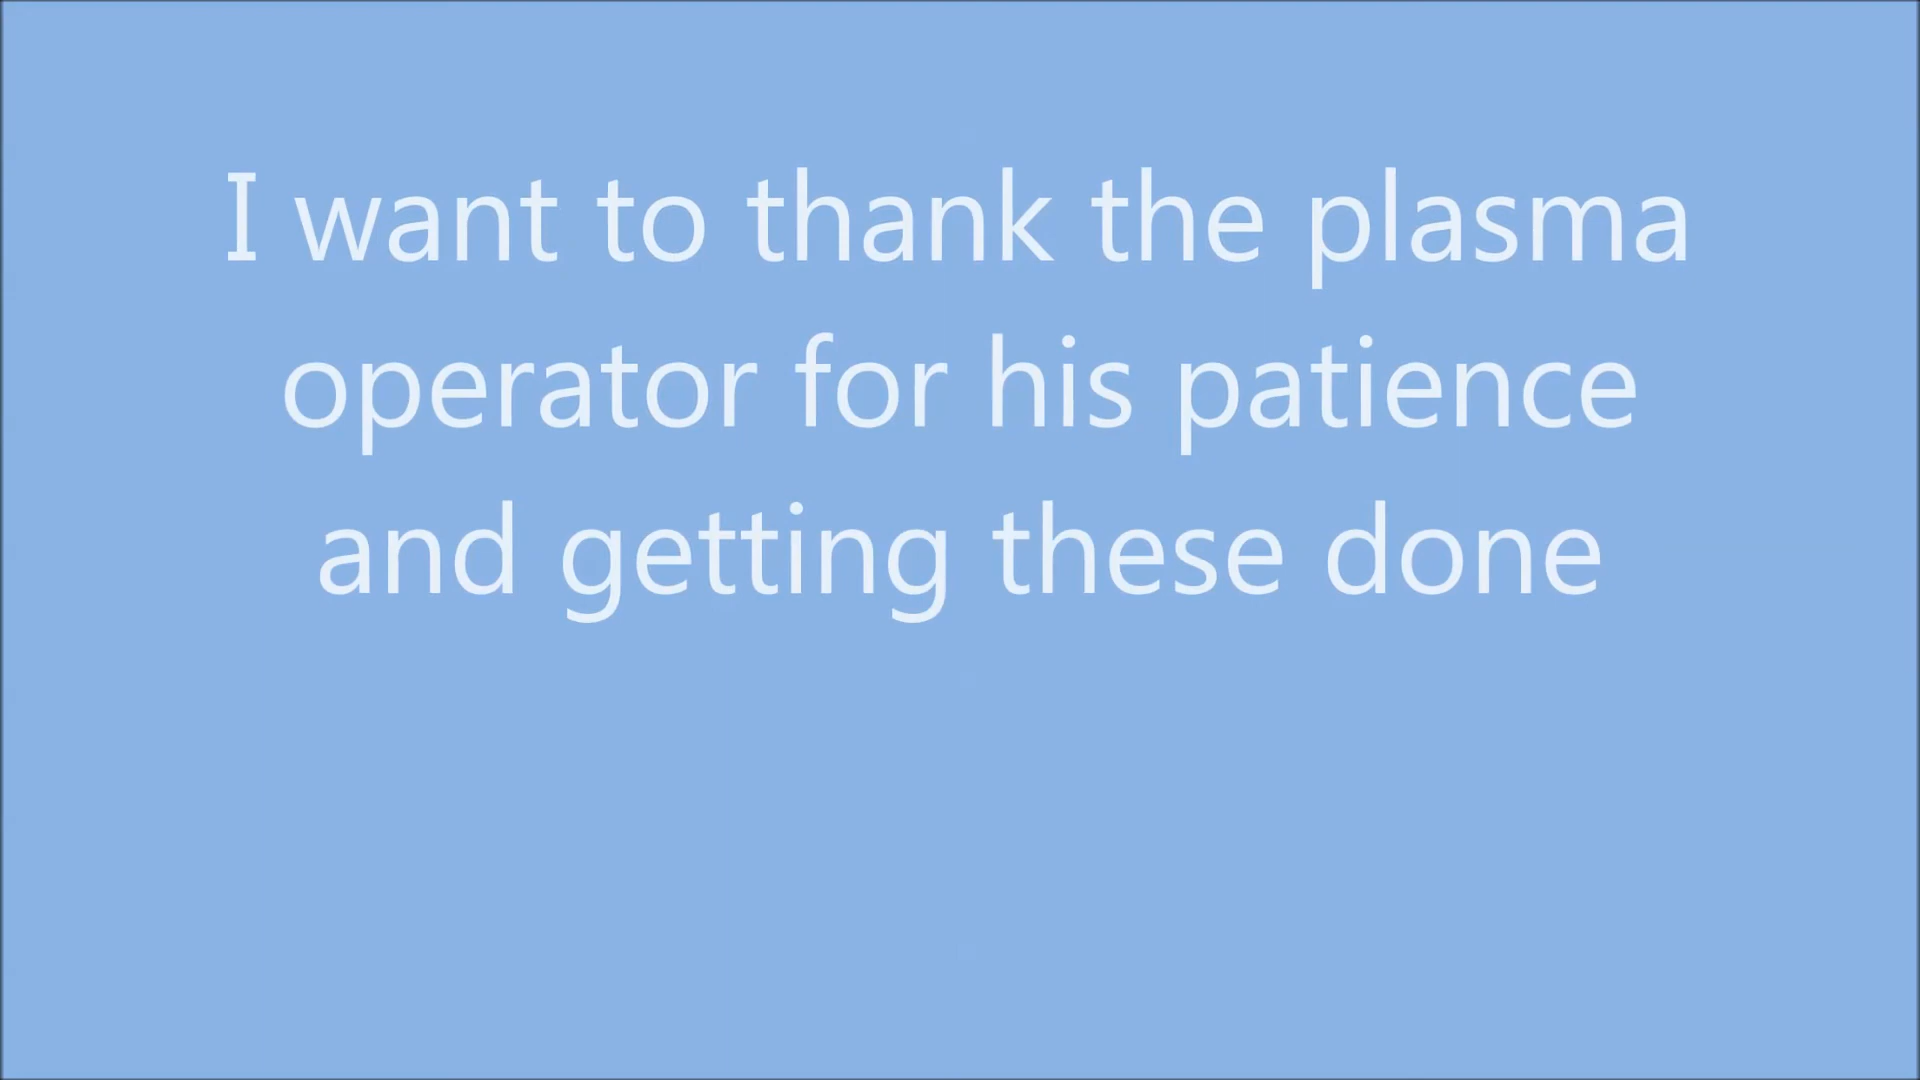 I want to thank the plasma
operator for his patience
and getting these done